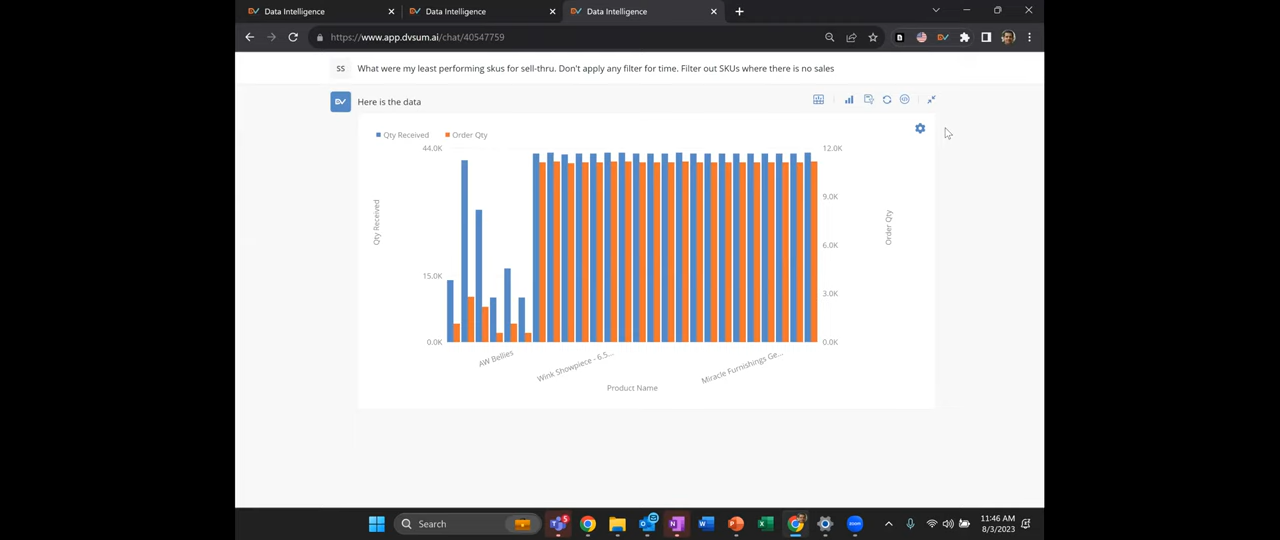 Data Intelligence
Data Intelligence
Data Intelligence
https://www.app.dvsum.ai/chat/40547759
SS
What were my least performing skus for sell-thru. Don't apply any filter for time. Filter out SKUs where there is no sales
Here is the data
Qty Received
Order Qty
44.0K
15.0K
0.0K
Qty Received
12.0K
9.0K
6.0K
3.0K
0.0K
Order Qty
AW Bellies
Wink Showpiece - 6.5...
Miracle Furnishings Ge...
Product Name
Search
5
zoom
11:46 AM
8/3/2023